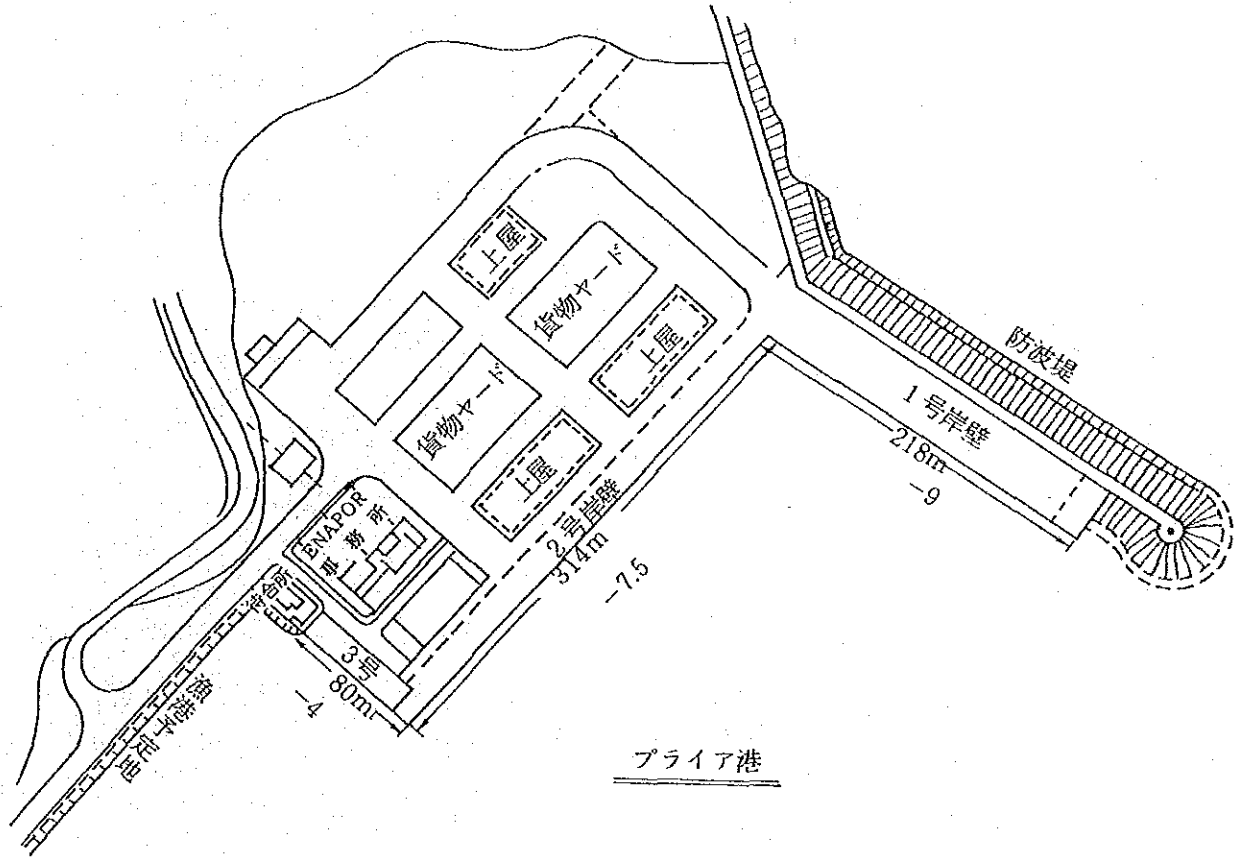 上屋
貨物ヤード
上屋
貨物ヤード
上屋
防波堤
1号岸壁
218m
-9
2号岸壁
314m
-7.5
ENAPOR
事務所
待合所
3号
80m
-4
漁港予定地
プライア港